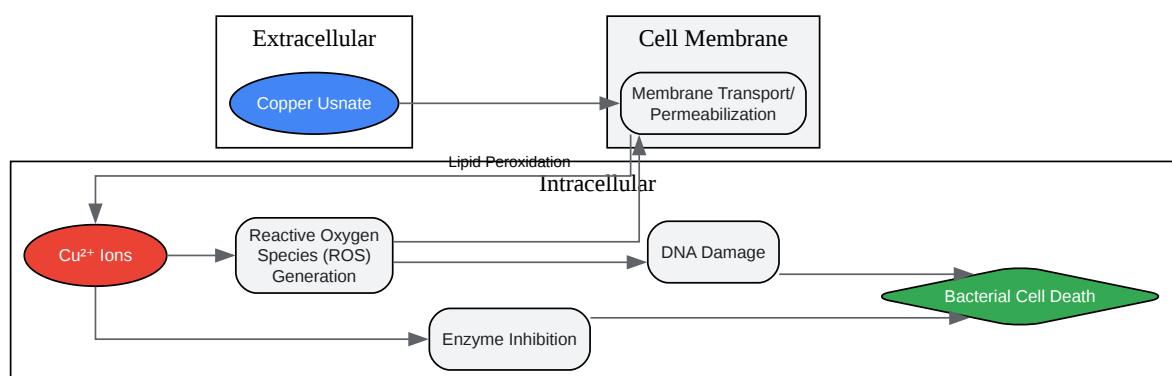 Extracellular
Cell Membrane
Copper Usnate
Membrane Transport/
Permeabilization
Lipid Peroxidation
Intracellular
Cu²⁺ Ions
Reactive Oxygen
Species (ROS)
Generation
DNA Damage
Bacterial Cell Death
Enzyme Inhibition